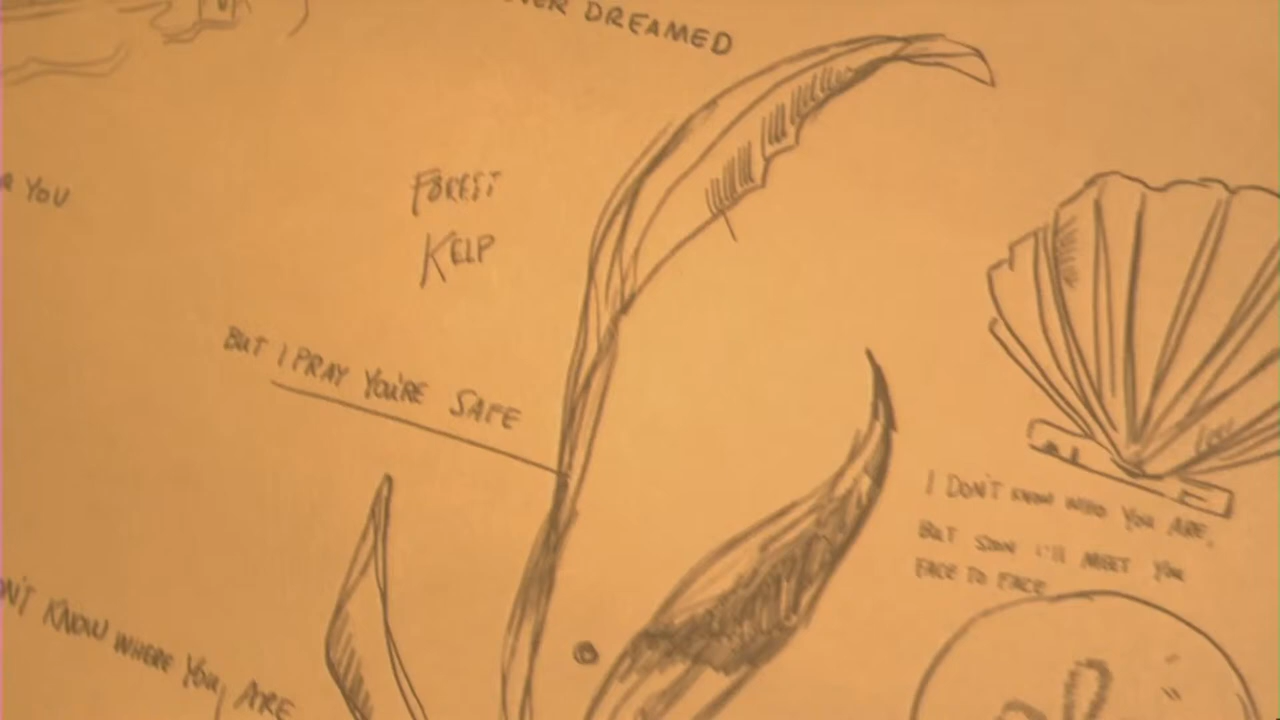 DREAMED
YOU
FOREST
KELP
BUT I PRAY YOU'RE SAFE
I DON'T KNOW WHO YOU ARE,
BUT SOON I'll MEET YOU
FACE TO FACE
KNOW WHERE YOU ARE